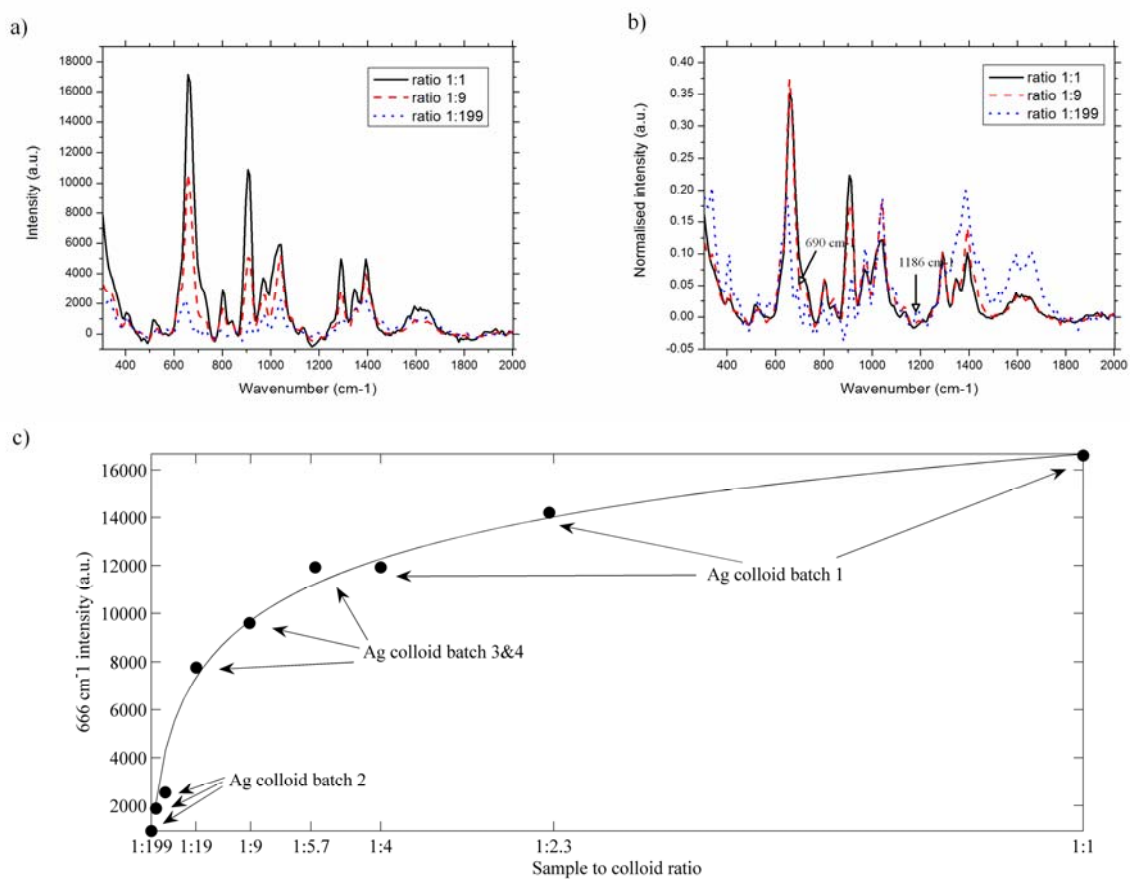 a)
Intensity (a.u.)
18000
16000
14000
12000
10000
8000
6000
4000
2000
0
ratio 1:1
ratio 1:9
ratio 1:199
400 600 800 1000 1200 1400 1600 1800 2000
Wavenumber (cm-1)
b)
Normalised intensity (a.u.)
0.40
0.35
0.30
0.25
0.20
0.15
0.10
0.05
0.00
-0.05
ratio 1:1
ratio 1:9
ratio 1:199
690 cm-1
1186 cm-1
400 600 800 1000 1200 1400 1600 1800 2000
Wavenumber (cm-1)
c)
666 cm-1 intensity (a.u.)
16000
14000
12000
10000
8000
6000
4000
2000
Ag colloid batch 1
Ag colloid batch 3&4
Ag colloid batch 2
1:199 1:19 1:9 1:5.7 1:4 1:2.3 1:1
Sample to colloid ratio